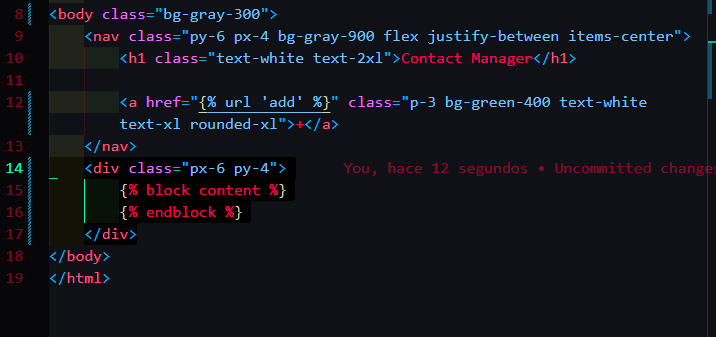 8 <body class="bg-gray-300">
9 <nav class="py-6 px-4 bg-gray-900 flex justify-between items-center">
10 <h1 class="text-white text-2xl">Contact Manager</h1>
11
12 <a href="{% url 'add' %}" class="p-3 bg-green-400 text-white
text-xl rounded-xl">+</a>
13 </nav>
14 <div class="px-6 py-4"> You, hace 12 segundos • Uncommitted changes
15 {% block content %}
16 {% endblock %}
17 </div>
18 </body>
19 </html>